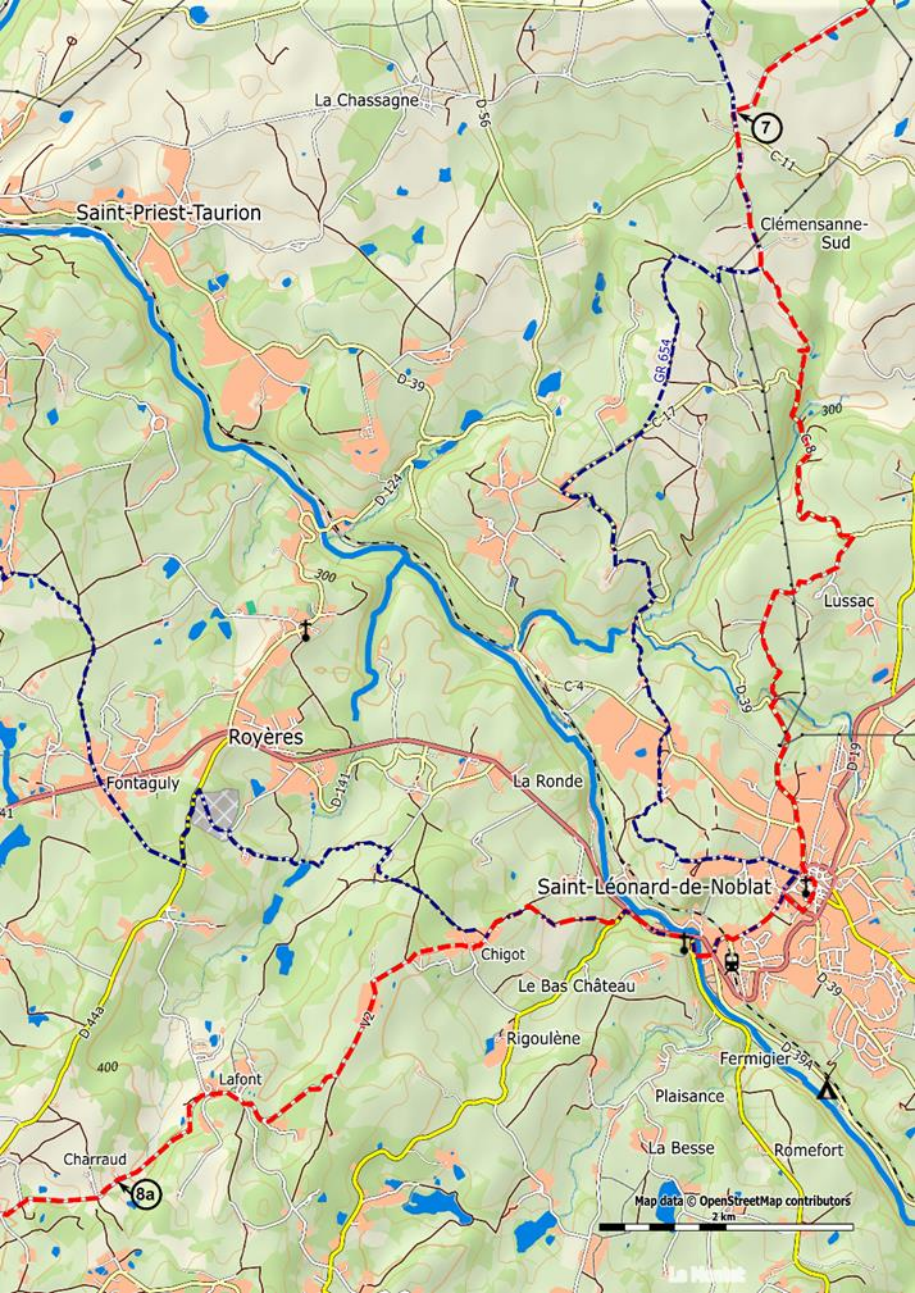 La Chassagne
D-56
7
C-11
Saint-Priest-Taurion
Clémensanne-
Sud
GR 654
D-39
C-17
300
C-8
D-124
300
Lussac
C 4
D-39
Royères
D-19
La Ronde
Fontaguly
D-141
41
Saint-Léonard-de-Noblat
Chigot
Le Bas Château
D-39
V2
D-44a
Rigoulène
D-39A
Fermigier
400
Lafont
Plaisance
La Besse
Romefort
Charraud
8a
Map data © OpenStreetMap contributors
2 km